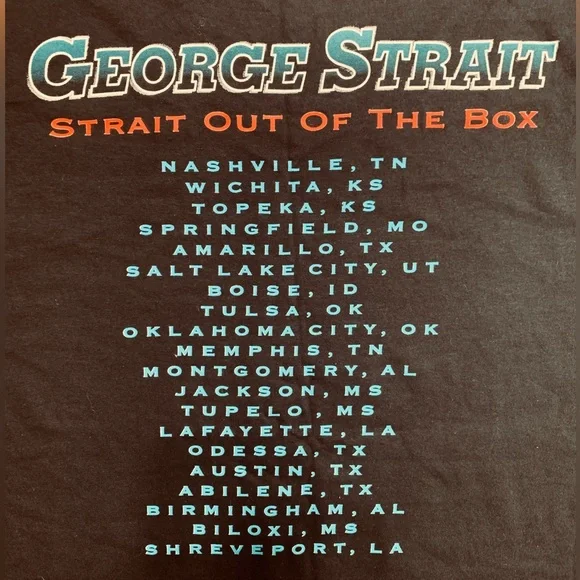 GEORGE STRAIT
STRAIT OUT OF THE BOX
NASHVILLE, TN
WICHITA, KS
TOPEKA, KS
SPRINGFIELD, MO
AMARILLO, TX
SALT LAKE CITY, UT
BOISE, ID
TULSA, OK
OKLAHOMA CITY, OK
MEMPHIS, TN
MONTGOMERY, AL
JACKSON, MS
TUPELO, MS
LAFAYETTE, LA
ODESSA, TX
AUSTIN, TX
ABILENE, TX
BIRMINGHAM, AL
BILOXI, MS
SHREVEPORT, LA